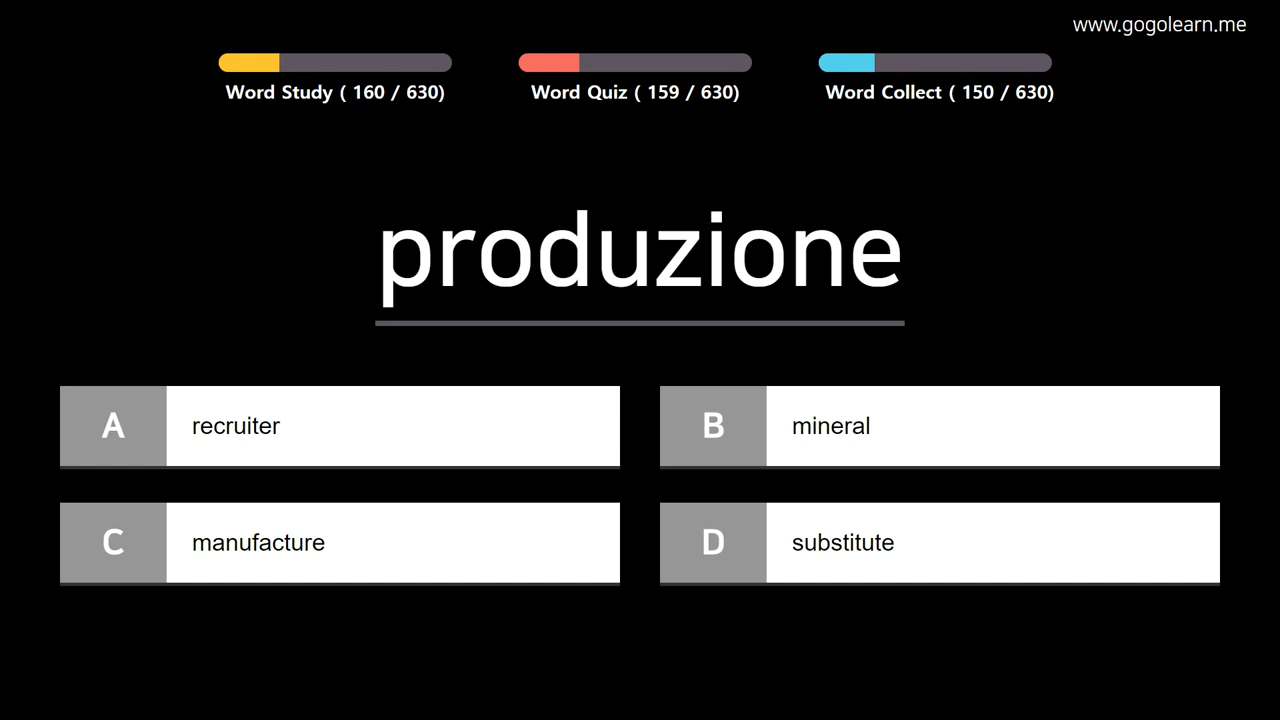 www.gogolearn.me
Word Study ( 160 / 630)
Word Quiz ( 159 / 630)
Word Collect ( 150 / 630)
produzione
A recruiter
B mineral
C manufacture
D substitute